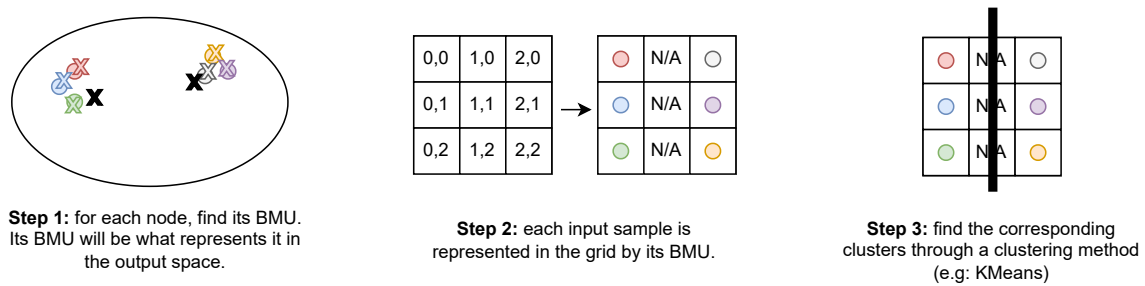 0,0 1,0 2,0
0,1 1,1 2,1
0,2 1,2 2,2
N/A
N/A
N/A
N/A
N/A
N/A
Step 1: for each node, find its BMU.
Its BMU will be what represents it in
the output space.
Step 2: each input sample is
represented in the grid by its BMU.
Step 3: find the corresponding
clusters through a clustering method
(e.g: KMeans)